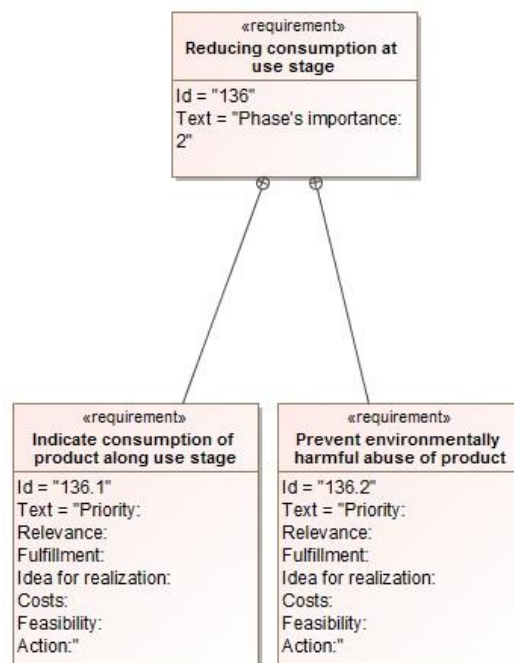 «requirement»
Reducing consumption at
use stage
Id = "136"
Text = "Phase's importance:
2"
«requirement»
Indicate consumption of
product along use stage
Id = "136.1"
Text = "Priority:
Relevance:
Fulfillment:
Idea for realization:
Costs:
Feasibility:
Action:"
«requirement»
Prevent environmentally
harmful abuse of product
Id = "136.2"
Text = "Priority:
Relevance:
Fulfillment:
Idea for realization:
Costs:
Feasibility:
Action:"